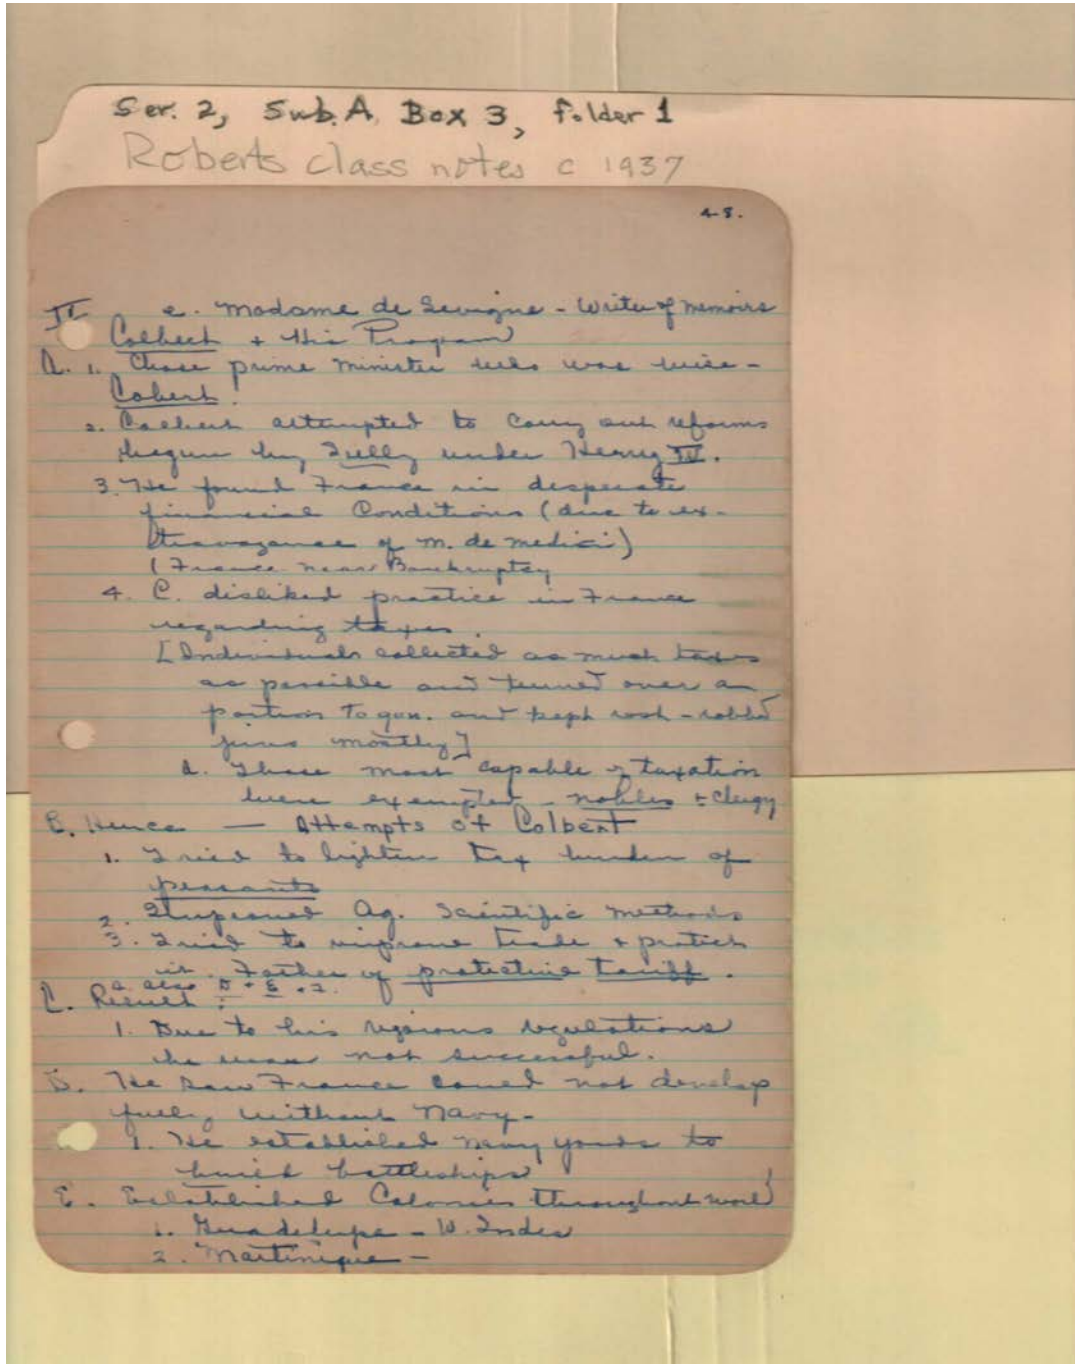 Ser. 2, Sub. A, Box 3, folder 1
Roberts class notes c 1937
48.
e. Madame de Sevigne - Writer of memoirs
IV Colbert & His Program
A. 1. Chose prime minister who was wise -
Cobert!
2. Colbert attempted to carry out reforms
begun by Sully under Henry IV.
3. He found France in desperate
financial Conditions (due to ex-
travagance of M. de Medici)
(France near Bankruptcy
4. C. disliked practice in France
regarding taxes.
[Individuals collected as much taxes
as possible and turned over a
portion to gov. and kept rest - robbed
mostly]
a. Those most capable of taxation
were exempted - nobles & clergy
B. Hence — Attempts of Colbert
1. Tried to lighten tax burden of
peasants
2. Improved Ag. Scientific methods
3. Tried to improve trade & protect
it. Father of protective tariff.
a. also D + E + 2.
C. Result :
1. Due to his rigorous regulations
he was not successful.
D. He saw France could not develop
fully without Navy-
1. He established navy yards to
build battleships
E. Established Colonies throughout world
1. Guadelupe - W. Indes
2. Martinique -